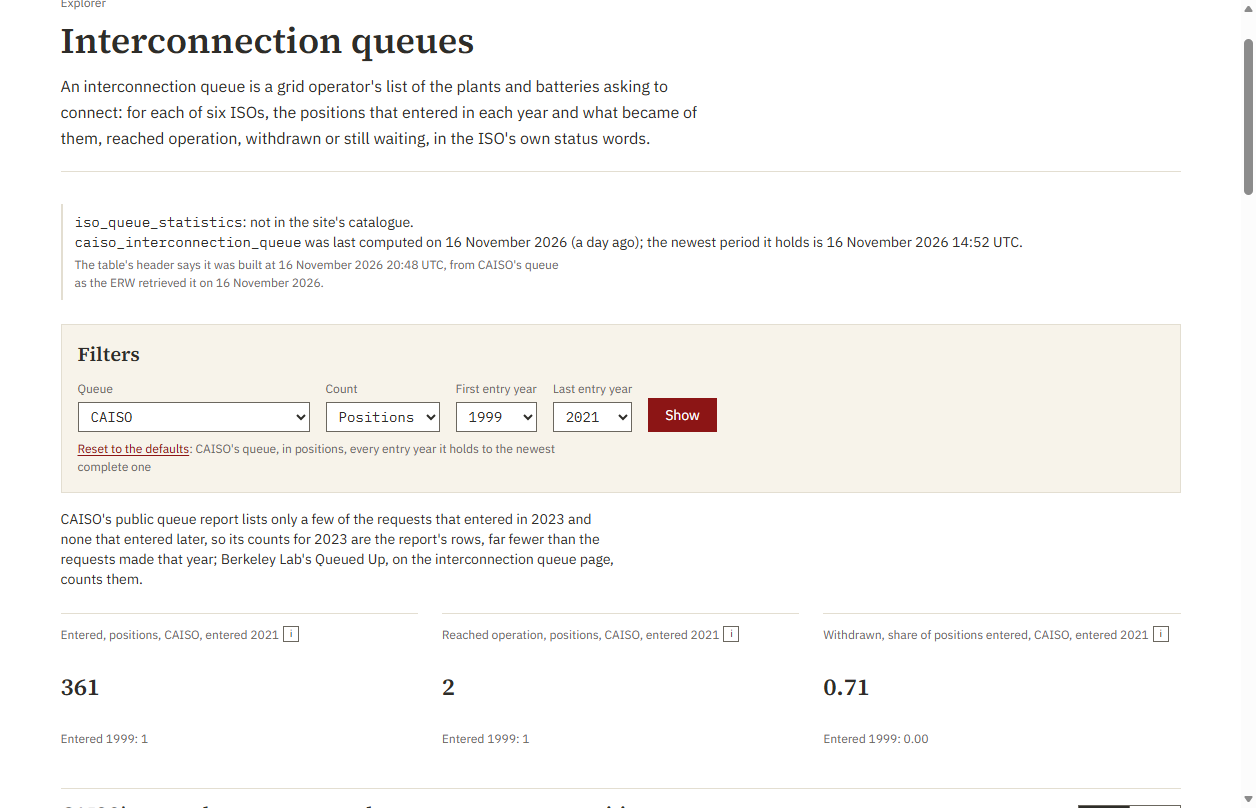 Explorer
Interconnection queues
An interconnection queue is a grid operator's list of the plants and batteries asking to
connect: for each of six ISOs, the positions that entered in each year and what became of
them, reached operation, withdrawn or still waiting, in the ISO's own status words.
iso_queue_statistics: not in the site's catalogue.
caiso_interconnection_queue was last computed on 16 November 2026 (a day ago); the newest period it holds is 16 November 2026 14:52 UTC.
The table's header says it was built at 16 November 2026 20:48 UTC, from CAISO's queue
as the ERW retrieved it on 16 November 2026.
Filters
Queue Count First entry year Last entry year
CAISO Positions 1999 2021 Show
Reset to the defaults: CAISO's queue, in positions, every entry year it holds to the newest
complete one
CAISO's public queue report lists only a few of the requests that entered in 2023 and
none that entered later, so its counts for 2023 are the report's rows, far fewer than the
requests made that year; Berkeley Lab's Queued Up, on the interconnection queue page,
counts them.
Entered, positions, CAISO, entered 2021 i
361
Entered 1999: 1
Reached operation, positions, CAISO, entered 2021 i
2
Entered 1999: 1
Withdrawn, share of positions entered, CAISO, entered 2021 i
0.71
Entered 1999: 0.00